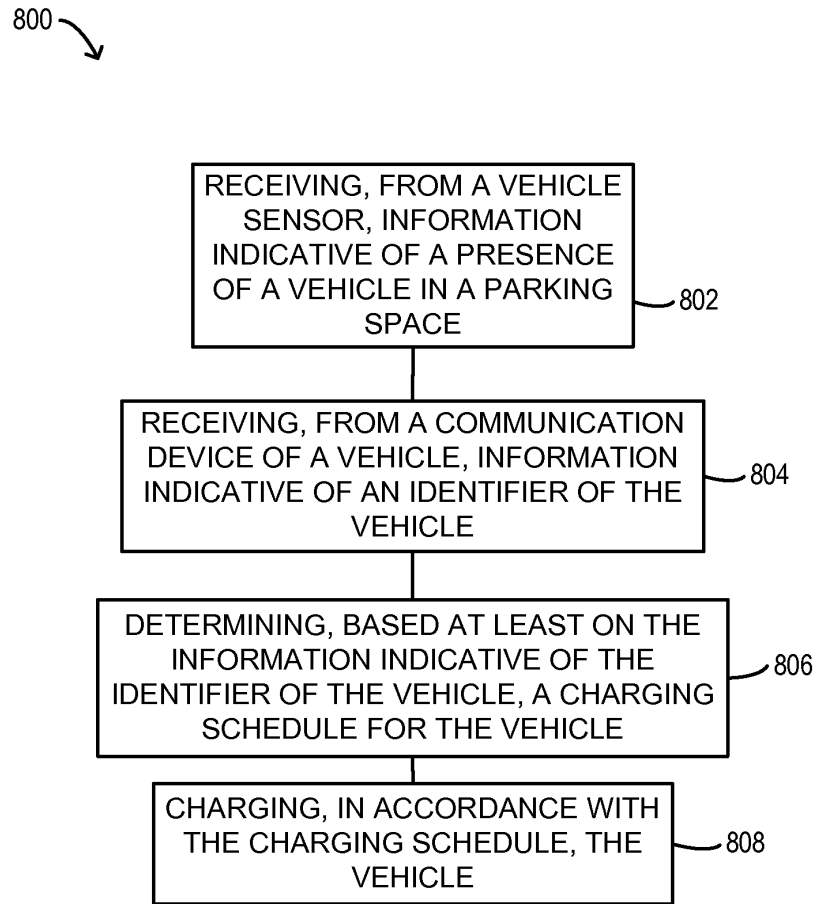 800
RECEIVING, FROM A VEHICLE
SENSOR, INFORMATION
INDICATIVE OF A PRESENCE
OF A VEHICLE IN A PARKING
SPACE
802
RECEIVING, FROM A COMMUNICATION
DEVICE OF A VEHICLE, INFORMATION
INDICATIVE OF AN IDENTIFIER OF THE
VEHICLE
804
DETERMINING, BASED AT LEAST ON THE
INFORMATION INDICATIVE OF THE
IDENTIFIER OF THE VEHICLE, A CHARGING
SCHEDULE FOR THE VEHICLE
806
CHARGING, IN ACCORDANCE WITH
THE CHARGING SCHEDULE, THE
VEHICLE
808